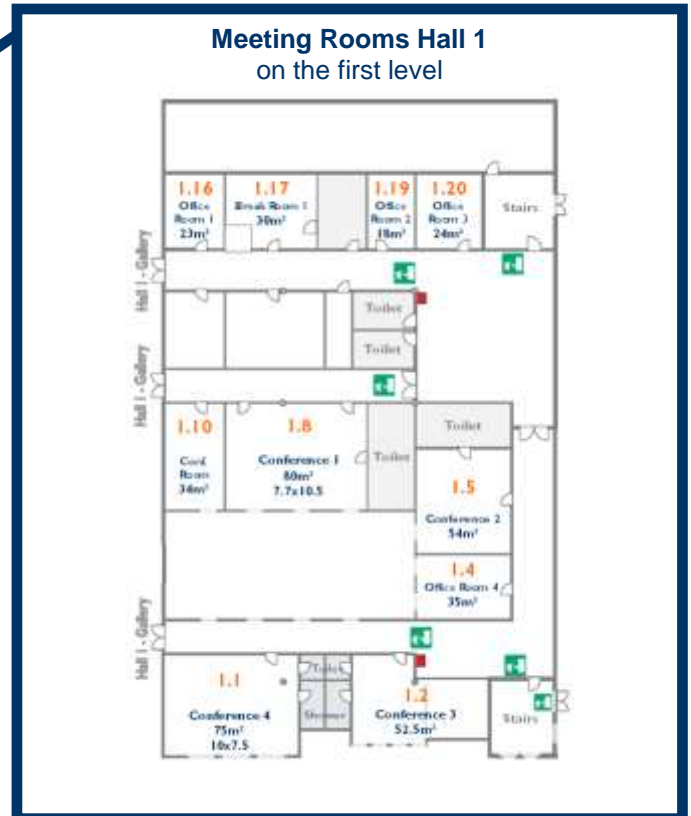 Meeting Rooms Hall 1
on the first level
1.16
Office
Room 1
23m²
1.17
Break Room 1
30m²
1.19
Office
Room 2
18m²
1.20
Office
Room 3
24m²
Stairs
Hall 1 - Gallery
Toilet
Toilet
Hall 1 - Gallery
1.10
Conf.
Room
34m²
1.8
Conference 1
80m²
7.7x10.5
Toilet
Toilet
1.5
Conference 2
54m²
1.4
Office Room 4
35m²
Hall 1 - Gallery
1.1
Conference 4
75m²
10x7.5
Toilet
Shower
1.2
Conference 3
52.5m²
Stairs